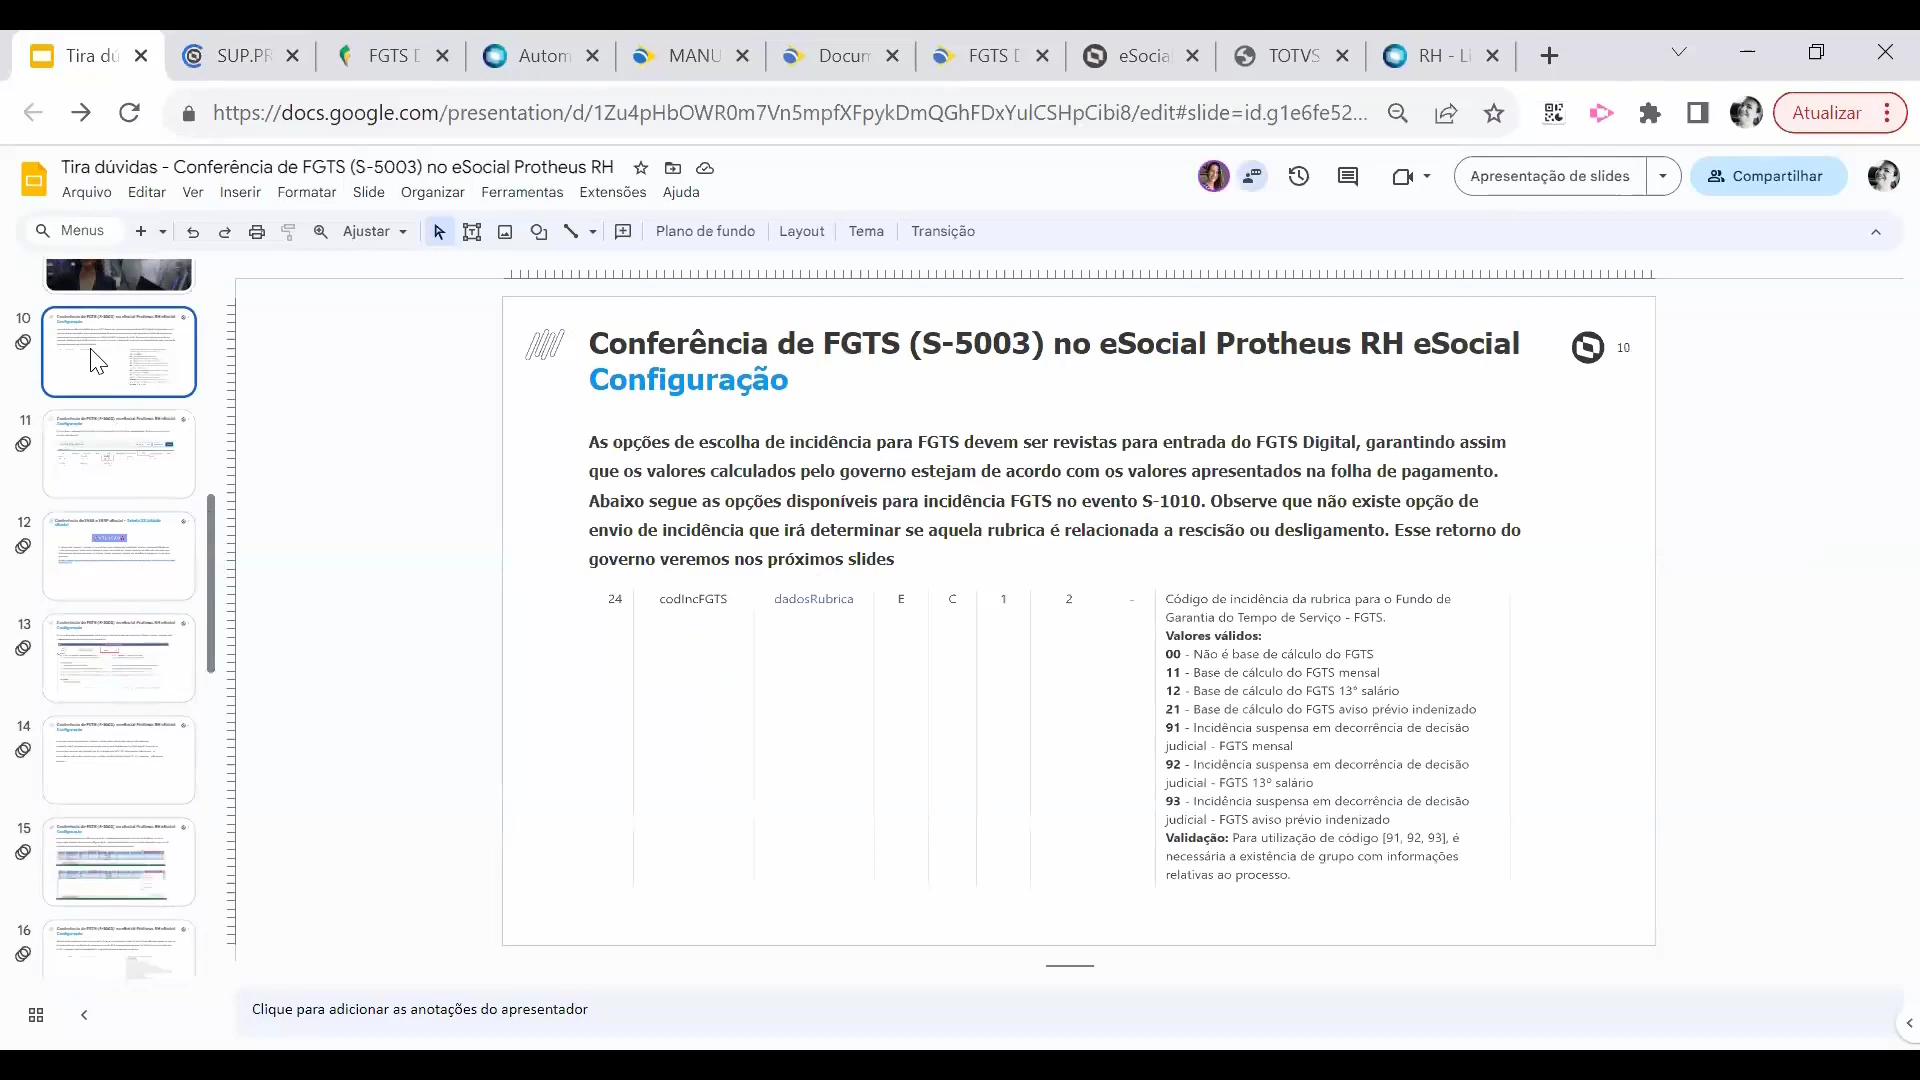 Tira dú
SUP.PR
FGTS D
Autom
MANU
Docum
FGTS D
eSocia
TOTVS
RH - Li
https://docs.google.com/presentation/d/1Zu4pHbOWR0m7Vn5mpfXFpykDmQGhFDxYulCSHpCibi8/edit#slide=id.g1e6fe52...
Atualizar
Tira dúvidas - Conferência de FGTS (S-5003) no eSocial Protheus RH
Arquivo Editar Ver Inserir Formatar Slide Organizar Ferramentas Extensões Ajuda
Apresentação de slides
Compartilhar
Menus
Ajustar
Plano de fundo
Layout
Tema
Transição
10
11
12
13
14
15
16
Conferência de FGTS (S-5003) no eSocial Protheus RH eSocial
Configuração
10
As opções de escolha de incidência para FGTS devem ser revistas para entrada do FGTS Digital, garantindo assim
que os valores calculados pelo governo estejam de acordo com os valores apresentados na folha de pagamento.
Abaixo segue as opções disponíveis para incidência FGTS no evento S-1010. Observe que não existe opção de
envio de incidência que irá determinar se aquela rubrica é relacionada a rescisão ou desligamento. Esse retorno do
governo veremos nos próximos slides
24 codIncFGTS dadosRubrica E C 1 2 -
Código de incidência da rubrica para o Fundo de
Garantia do Tempo de Serviço - FGTS.
Valores válidos:
00 - Não é base de cálculo do FGTS
11 - Base de cálculo do FGTS mensal
12 - Base de cálculo do FGTS 13° salário
21 - Base de cálculo do FGTS aviso prévio indenizado
91 - Incidência suspensa em decorrência de decisão
judicial - FGTS mensal
92 - Incidência suspensa em decorrência de decisão
judicial - FGTS 13º salário
93 - Incidência suspensa em decorrência de decisão
judicial - FGTS aviso prévio indenizado
Validação: Para utilização de código [91, 92, 93], é
necessária a existência de grupo com informações
relativas ao processo.
Clique para adicionar as anotações do apresentador